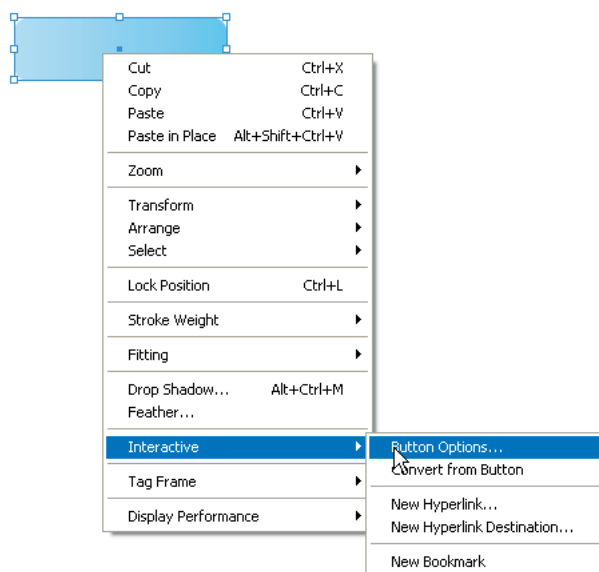 Cut Ctrl+X
Copy Ctrl+C
Paste Ctrl+V
Paste in Place Alt+Shift+Ctrl+V
Zoom
Transform
Arrange
Select
Lock Position Ctrl+L
Stroke Weight
Fitting
Drop Shadow... Alt+Ctrl+M
Feather...
Interactive
Button Options...
Convert from Button
Tag Frame
New Hyperlink...
Display Performance
New Hyperlink Destination...
New Bookmark